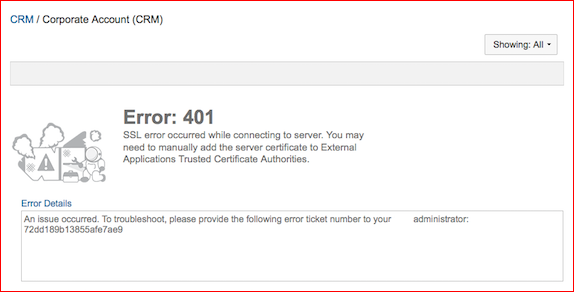 CRM / Corporate Account (CRM)
Showing: All
Error: 401
SSL error occurred while connecting to server. You may
need to manually add the server certificate to External
Applications Trusted Certificate Authorities.
Error Details
An issue occurred. To troubleshoot, please provide the following error ticket number to your administrator:
72dd189b13855afe7ae9